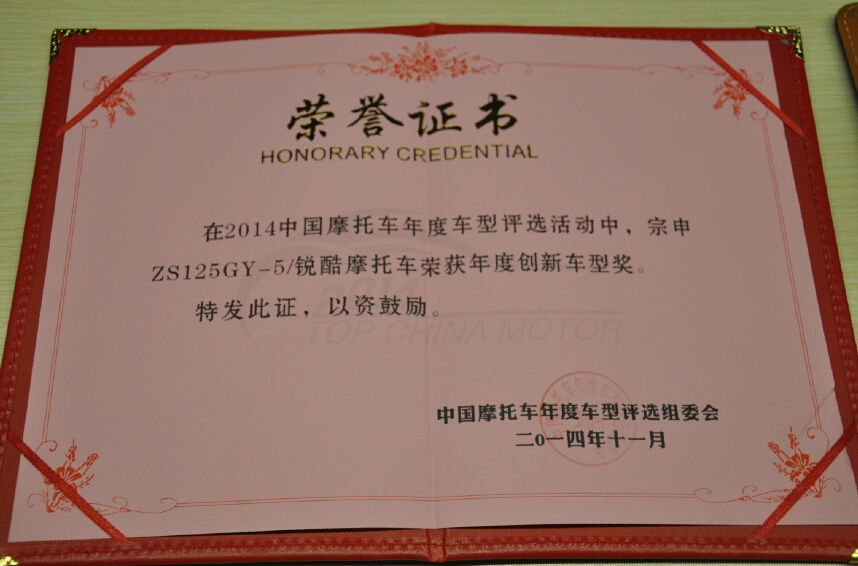 荣誉证书
HONORARY CREDENTIAL
在2014中国摩托车年度车型评选活动中，宗申
ZS125GY-5/锐酷摩托车荣获年度创新车型奖。
特发此证，以资鼓励。
2014
TOP CHINA MOTOR
中国摩托车年度车型评选组委会
二o一四年十一月